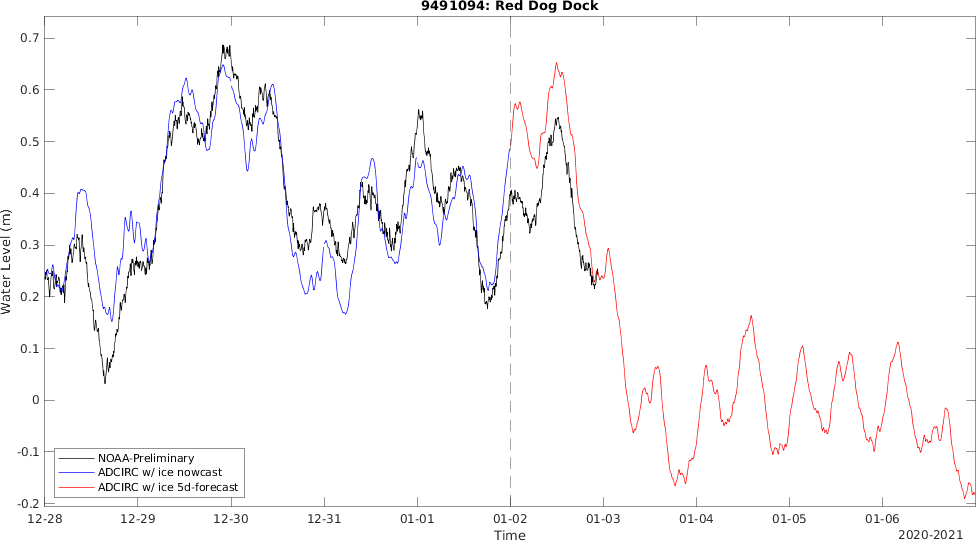 9491094: Red Dog Dock
Water Level (m)
0.7
0.6
0.5
0.4
0.3
0.2
0.1
0
-0.1
-0.2
NOAA-Preliminary
ADCIRC w/ ice nowcast
ADCIRC w/ ice 5d-forecast
12-28 12-29 12-30 12-31 01-01 01-02 01-03 01-04 01-05 01-06
Time
2020-2021